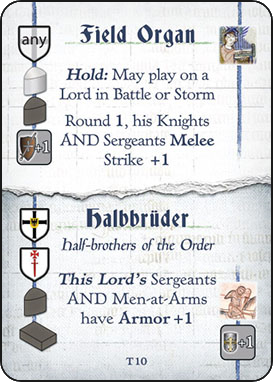 any
Field Organ
Hold: May play on a
Lord in Battle or Storm
Round 1, his Knights
AND Sergeants Melee
Strike +1
+1
Halbbrüder
Half-brothers of the Order
This Lord's Sergeants
AND Men-at-Arms
have Armor +1
+1
T10